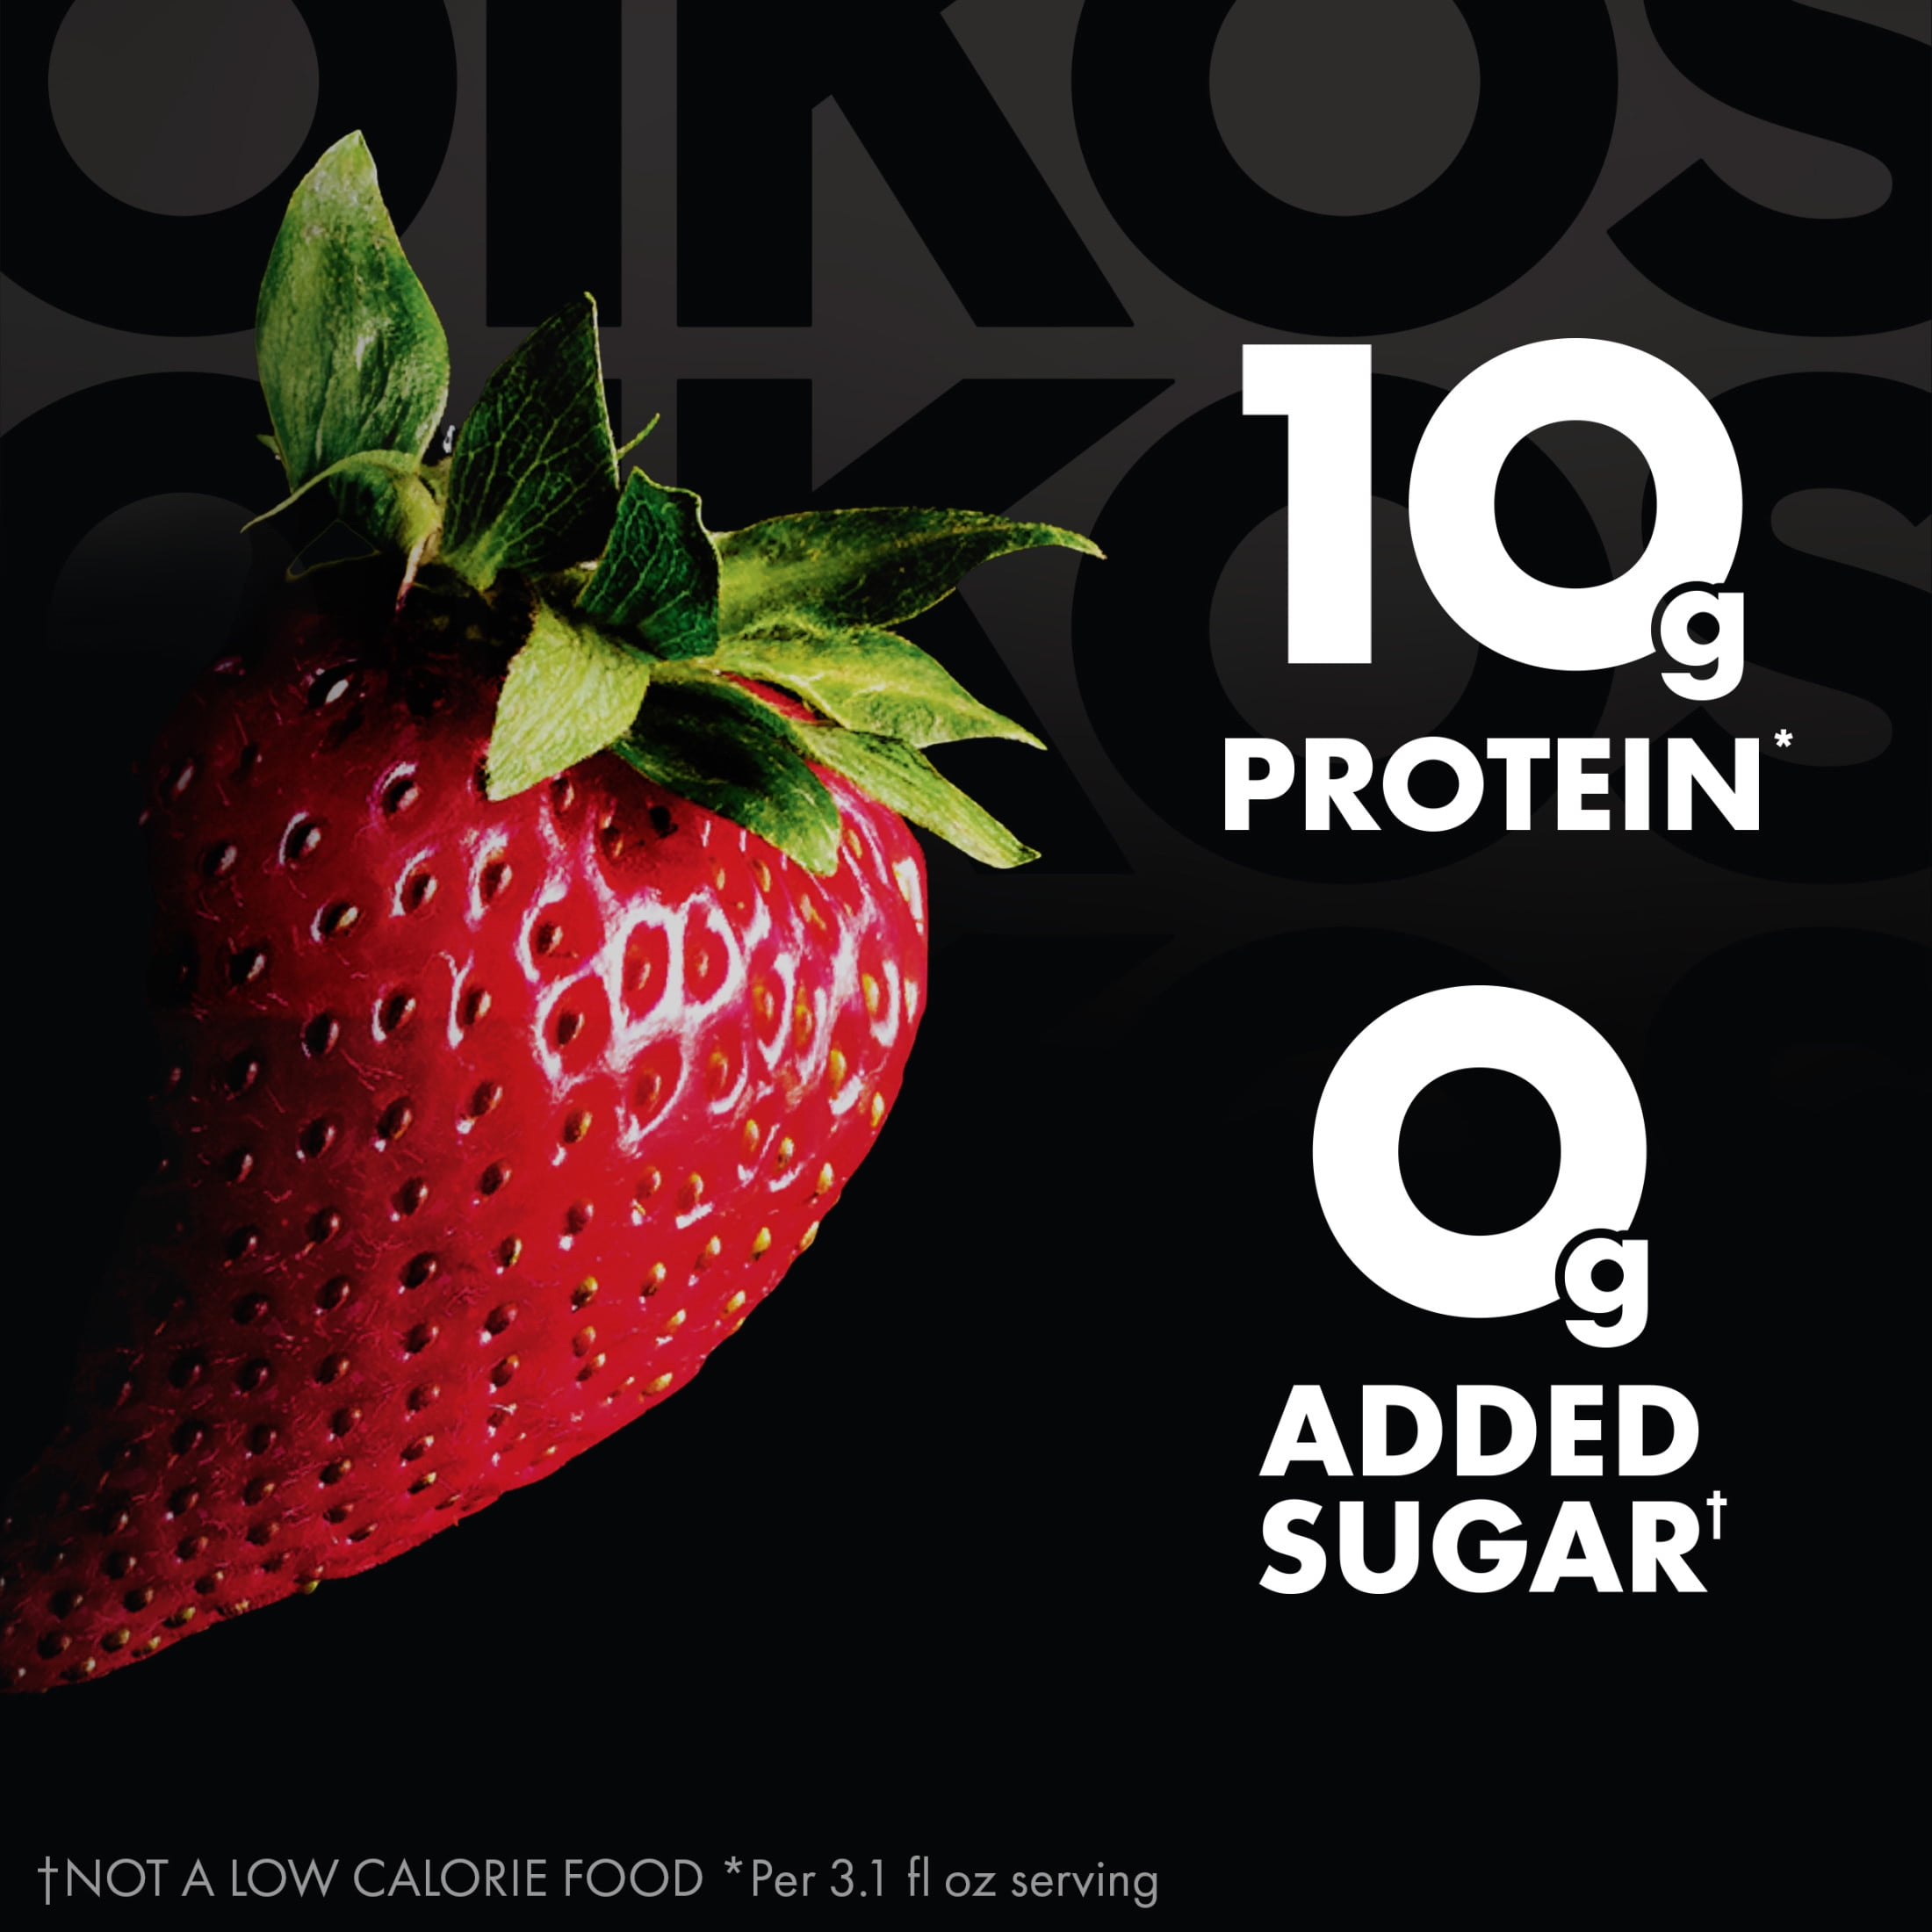 OIKOS
OIKOS
10g
PROTEIN*
0g
ADDED
SUGAR†
†NOT A LOW CALORIE FOOD *Per 3.1 fl oz serving